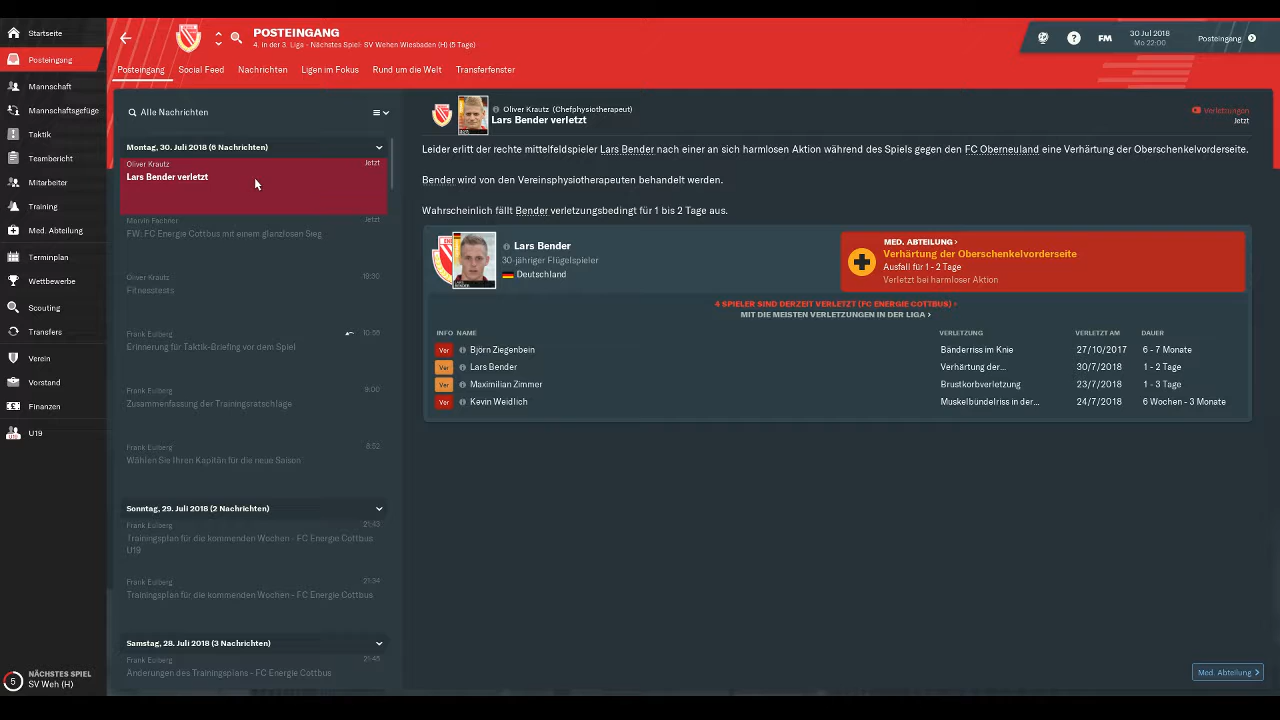 Startseite
Posteingang
Mannschaft
Mannschaftsgefüge
Taktik
Teambericht
Mitarbeiter
Training
Med. Abteilung
Terminplan
Wettbewerbe
Scouting
Transfers
Verein
Vorstand
Finanzen
U19
U19
5
NÄCHSTES SPIEL
SV Weh (H)
POSTEINGANG
4. in der 3. Liga - Nächstes Spiel: SV Wehen Wiesbaden (H) (5 Tage)
? FM 30 Jul 2018
Mo 22:00
Posteingang
Posteingang Social Feed Nachrichten Ligen im Fokus Rund um die Welt Transferfenster
Alle Nachrichten
Montag, 30. Juli 2018 (6 Nachrichten)
Oliver Krautz Jetzt
Lars Bender verletzt
Jetzt
FW: FC Energie Cottbus mit einem glanzlosen Sieg
Oliver Krautz 19:30
Fitnesstests
Frank Eulberg 10:56
Erinnerung für Taktik-Briefing vor dem Spiel
Frank Eulberg 9:00
Zusammenfassung der Trainingsratschläge
Frank Eulberg 8:52
Wählen Sie Ihren Kapitän für die neue Saison
Sonntag, 29. Juli 2018 (2 Nachrichten)
Frank Eulberg 21:43
Trainingsplan für die kommenden Wochen - FC Energie Cottbus
U19
Frank Eulberg 21:34
Trainingsplan für die kommenden Wochen - FC Energie Cottbus
Samstag, 28. Juli 2018 (3 Nachrichten)
Frank Eulberg 21:45
Änderungen des Trainingsplans - FC Energie Cottbus
Oliver Krautz (Chefphysiotherapeut)
Lars Bender verletzt
Verletzungen
Jetzt
Leider erlitt der rechte mittelfeldspieler Lars Bender nach einer an sich harmlosen Aktion während des Spiels gegen den FC Oberneuland eine Verhärtung der Oberschenkelvorderseite.
Bender wird von den Vereinsphysiotherapeuten behandelt werden.
Wahrscheinlich fällt Bender verletzungsbedingt für 1 bis 2 Tage aus.
Lars Bender
30-jähriger Flügelspieler
Deutschland
MED. ABTEILUNG ›
Verhärtung der Oberschenkelvorderseite
Ausfall für 1 - 2 Tage
Verletzt bei harmloser Aktion
4 SPIELER SIND DERZEIT VERLETZT (FC ENERGIE COTTBUS) ›
MIT DIE MEISTEN VERLETZUNGEN IN DER LIGA ›
INFO NAME VERLETZUNG VERLETZT AM DAUER
Ver Björn Ziegenbein Bänderriss im Knie 27/10/2017 6 - 7 Monate
Ver Lars Bender Verhärtung der... 30/7/2018 1 - 2 Tage
Ver Maximilian Zimmer Brustkorbverletzung 23/7/2018 1 - 3 Tage
Ver Kevin Weidlich Muskelbündelriss in der... 24/7/2018 6 Wochen - 3 Monate
Med. Abteilung ›